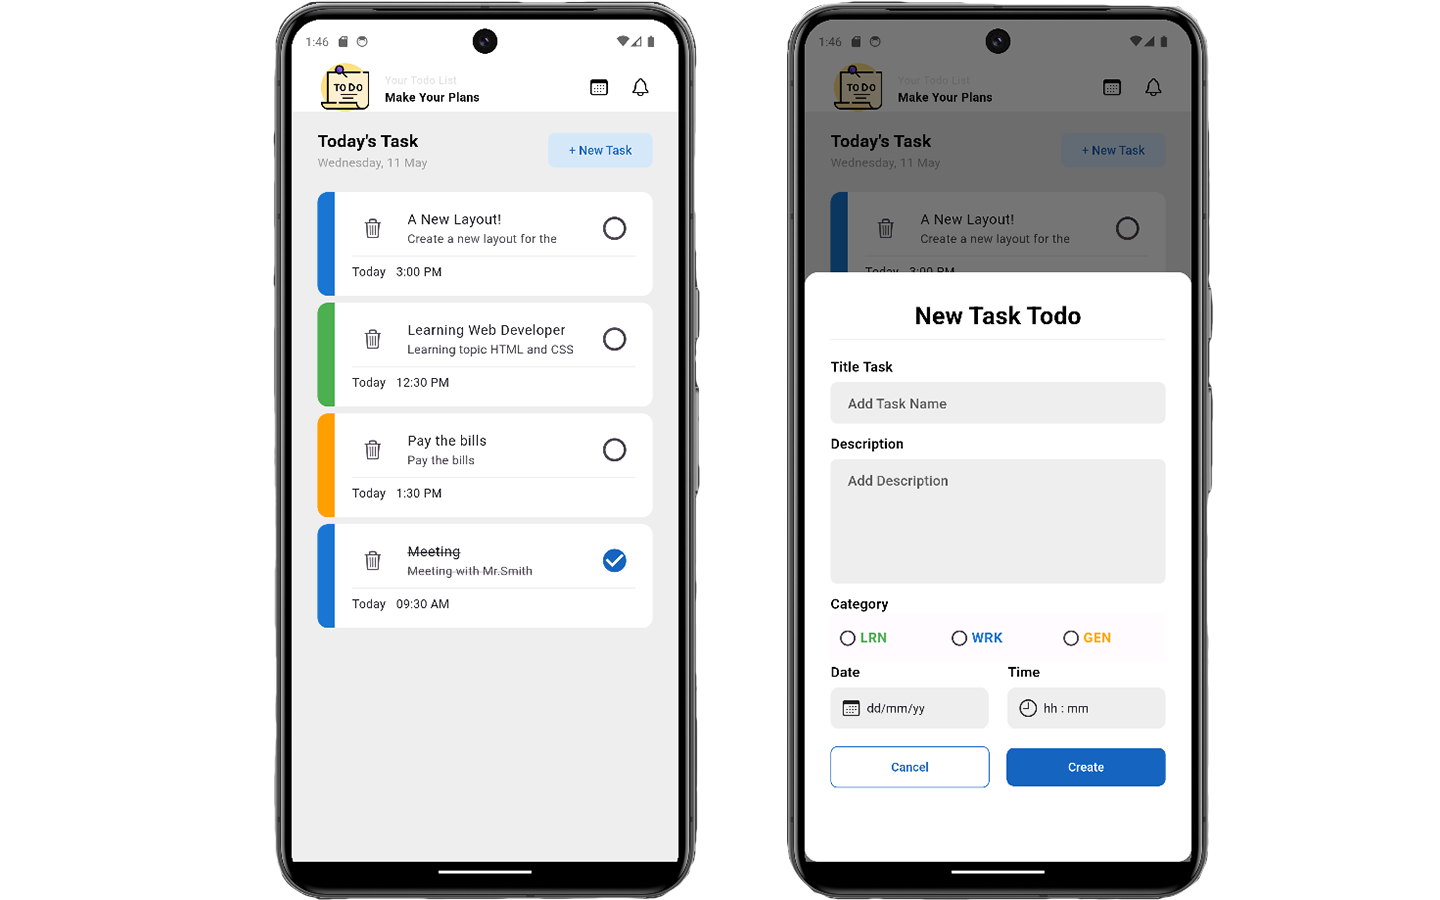 1:46
TO DO
Your Todo List
Make Your Plans
Today's Task
Wednesday, 11 May
+ New Task
A New Layout!
Create a new layout for the
Today 3:00 PM
Learning Web Developer
Learning topic HTML and CSS
Today 12:30 PM
Pay the bills
Pay the bills
Today 1:30 PM
Meeting
Meeting with Mr.Smith
Today 09:30 AM
1:46
TO DO
Your Todo List
Make Your Plans
Today's Task
Wednesday, 11 May
+ New Task
A New Layout!
Create a new layout for the
Today 3:00 PM
New Task Todo
Title Task
Add Task Name
Description
Add Description
Category
LRN WRK GEN
Date Time
dd/mm/yy hh : mm
Cancel Create